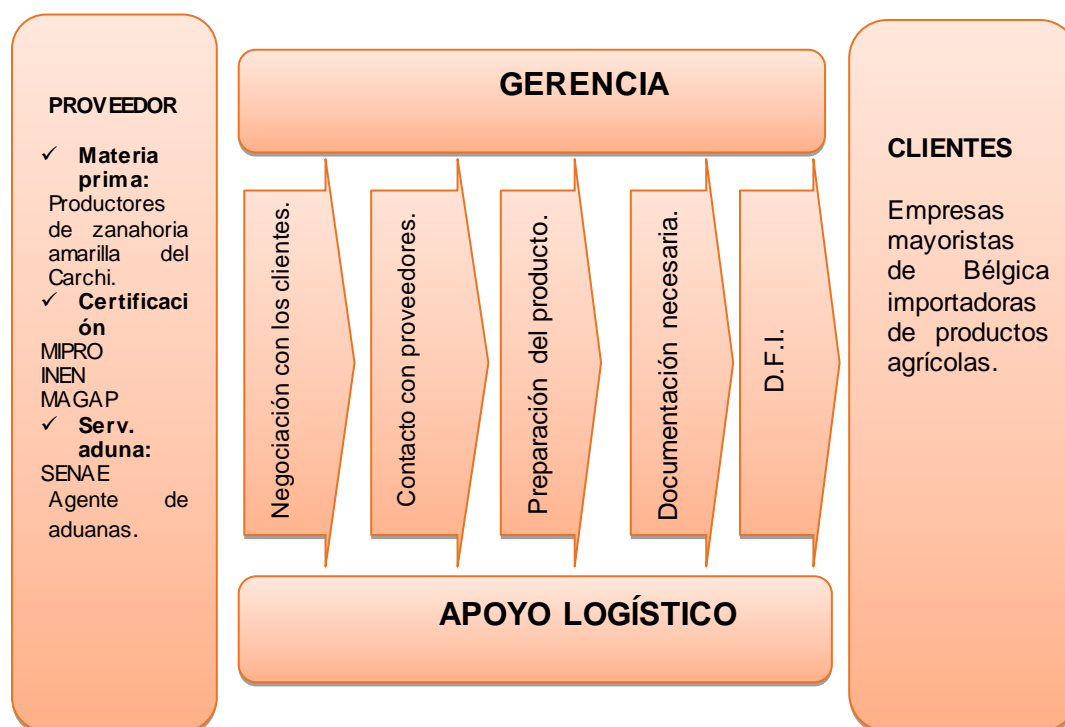 PROVEEDOR
✓ Materia
prima:
Productores
de zanahoria
amarilla del
Carchi.
✓ Certificaci
ón
MIPRO
INEN
MAGAP
✓ Serv.
aduna:
SENAE
Agente de
aduanas.
GERENCIA
Negociación con los clientes.
Contacto con proveedores.
Preparación del producto.
Documentación necesaria.
D.F.I.
APOYO LOGÍSTICO
CLIENTES
Empresas
mayoristas
de Bélgica
importadoras
de productos
agrícolas.